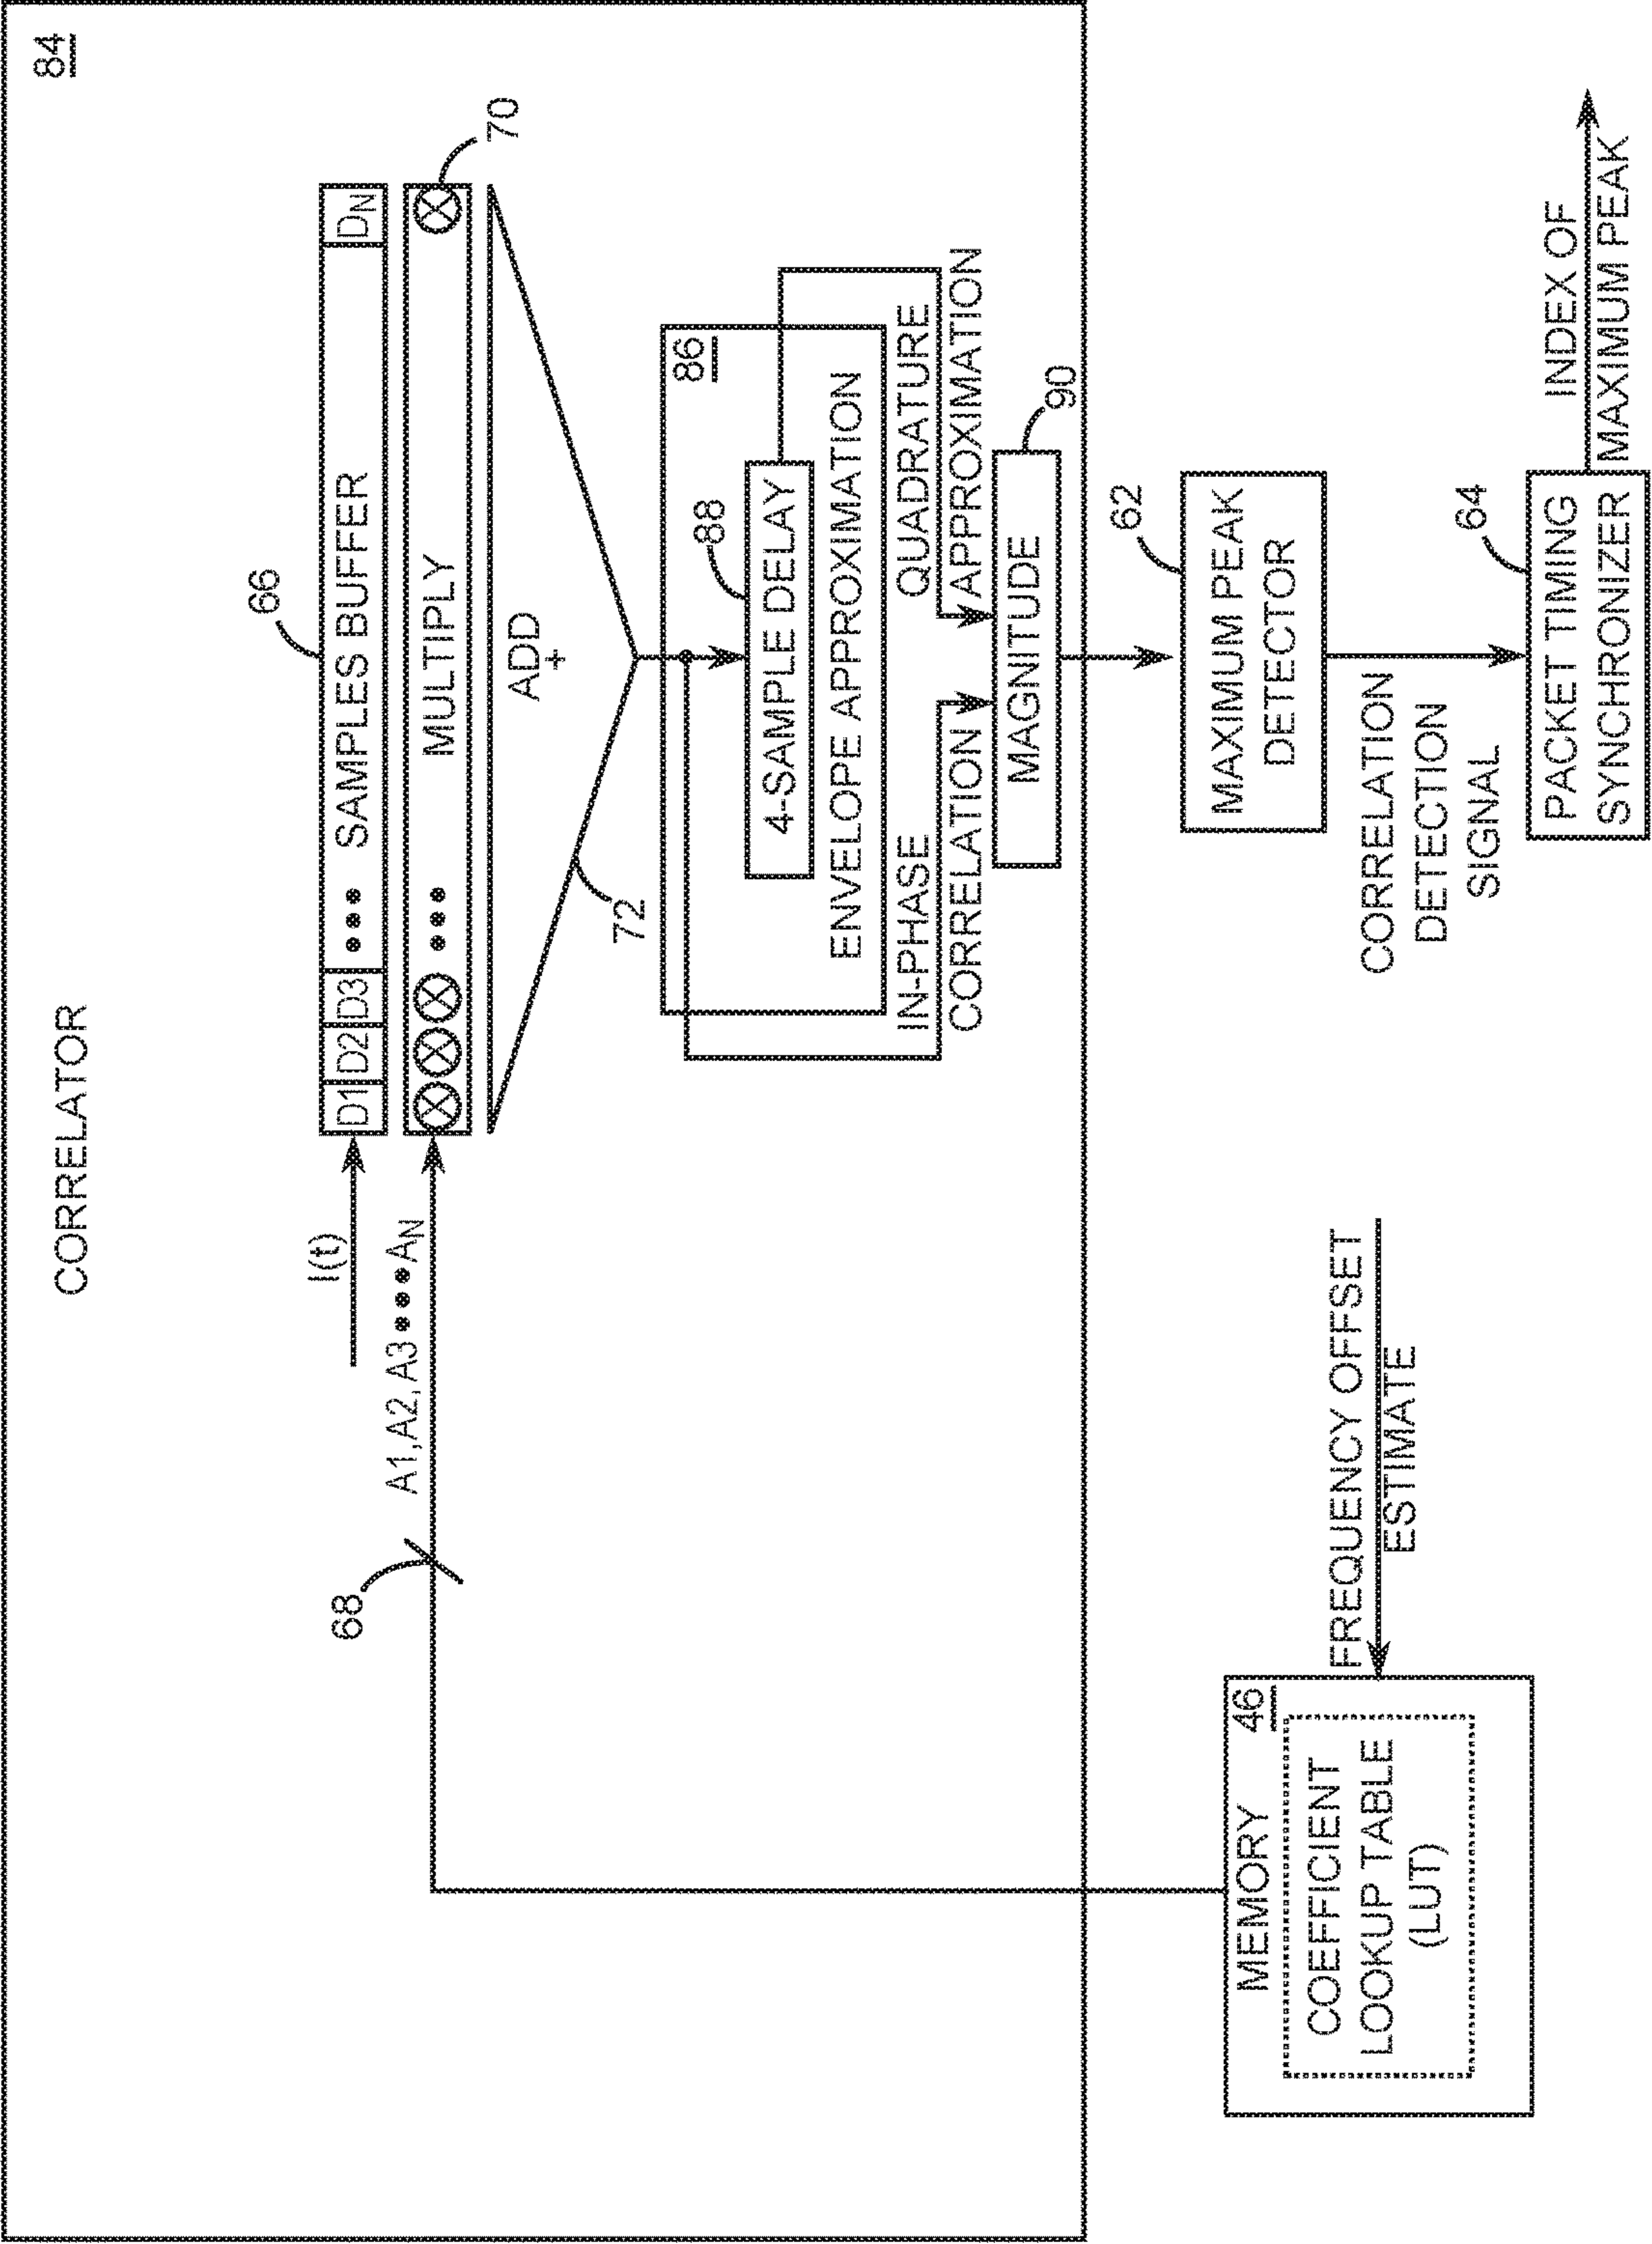 CORRELATOR
84
66
D1 D2 D3 ••• SAMPLES BUFFER DN
I(t)
A1, A2, A3 ••• AN
68
MULTIPLY
70
ADD
+
72
86
88
4-SAMPLE DELAY
ENVELOPE APPROXIMATION
IN-PHASE
CORRELATION
QUADRATURE
APPROXIMATION
MAGNITUDE
90
62
MAXIMUM PEAK
DETECTOR
CORRELATION
DETECTION
SIGNAL
64
PACKET TIMING
SYNCHRONIZER
INDEX OF
MAXIMUM PEAK
MEMORY 46
COEFFICIENT
LOOKUP TABLE
(LUT)
FREQUENCY OFFSET
ESTIMATE